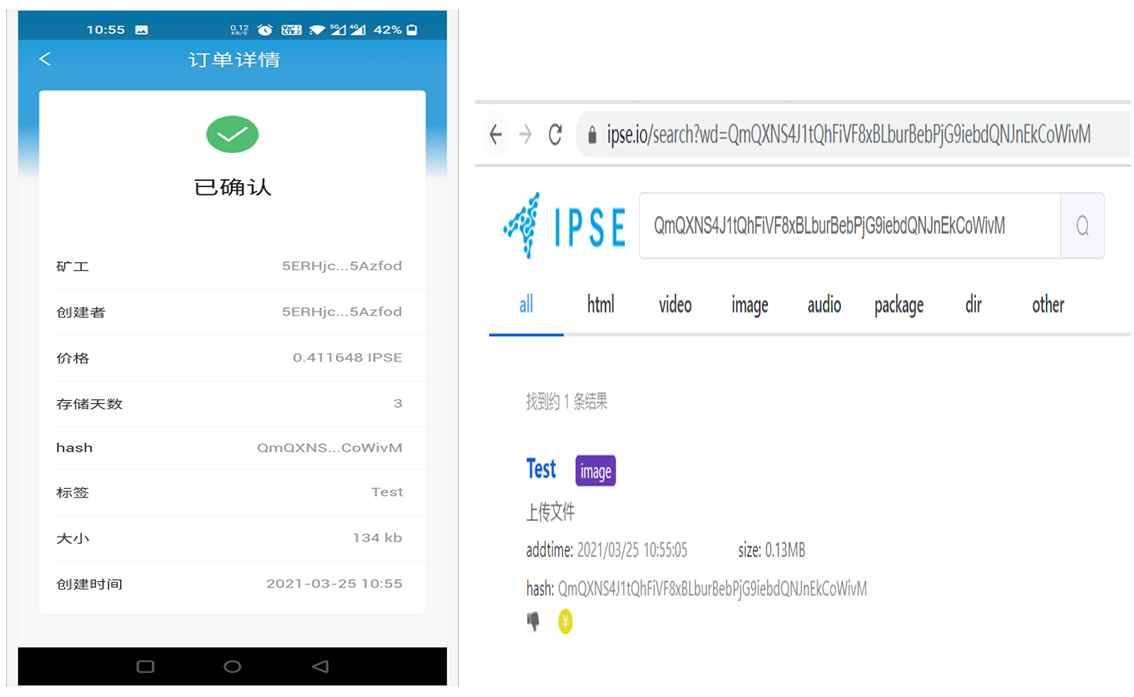 10:55 0.12 KB/S 5G 4G 42%
订单详情
已确认
矿工 5ERHjc...5Azfod
创建者 5ERHjc...5Azfod
价格 0.411648 IPSE
存储天数 3
hash QmQXNS...CoWivM
标签 Test
大小 134 kb
创建时间 2021-03-25 10:55
ipse.io/search?wd=QmQXNS4J1tQhFiVF8xBLburBebPjG9iebdQNJnEkCoWivM
IPSE QmQXNS4J1tQhFiVF8xBLburBebPjG9iebdQNJnEkCoWivM
all html video image audio package dir other
找到约 1 条结果
Test image
上传文件
addtime: 2021/03/25 10:55:05 size: 0.13MB
hash: QmQXNS4J1tQhFiVF8xBLburBebPjG9iebdQNJnEkCoWivM
¥